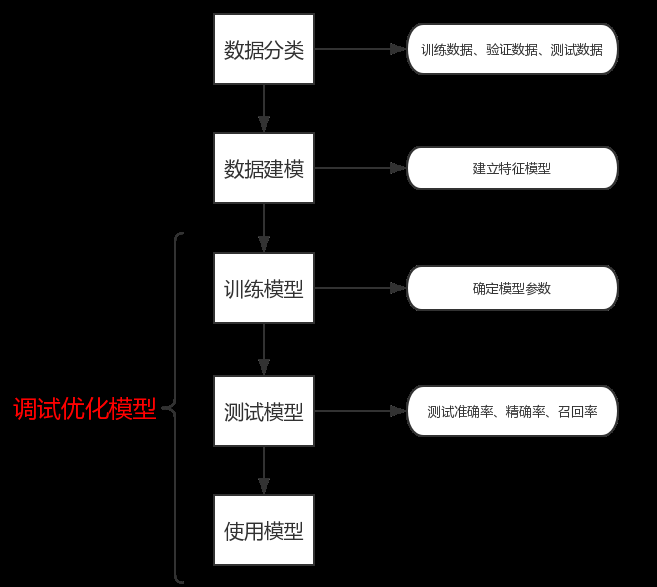 数据分类
训练数据、验证数据、测试数据
数据建模
建立特征模型
训练模型
确定模型参数
调试优化模型
测试模型
测试准确率、精确率、召回率
使用模型